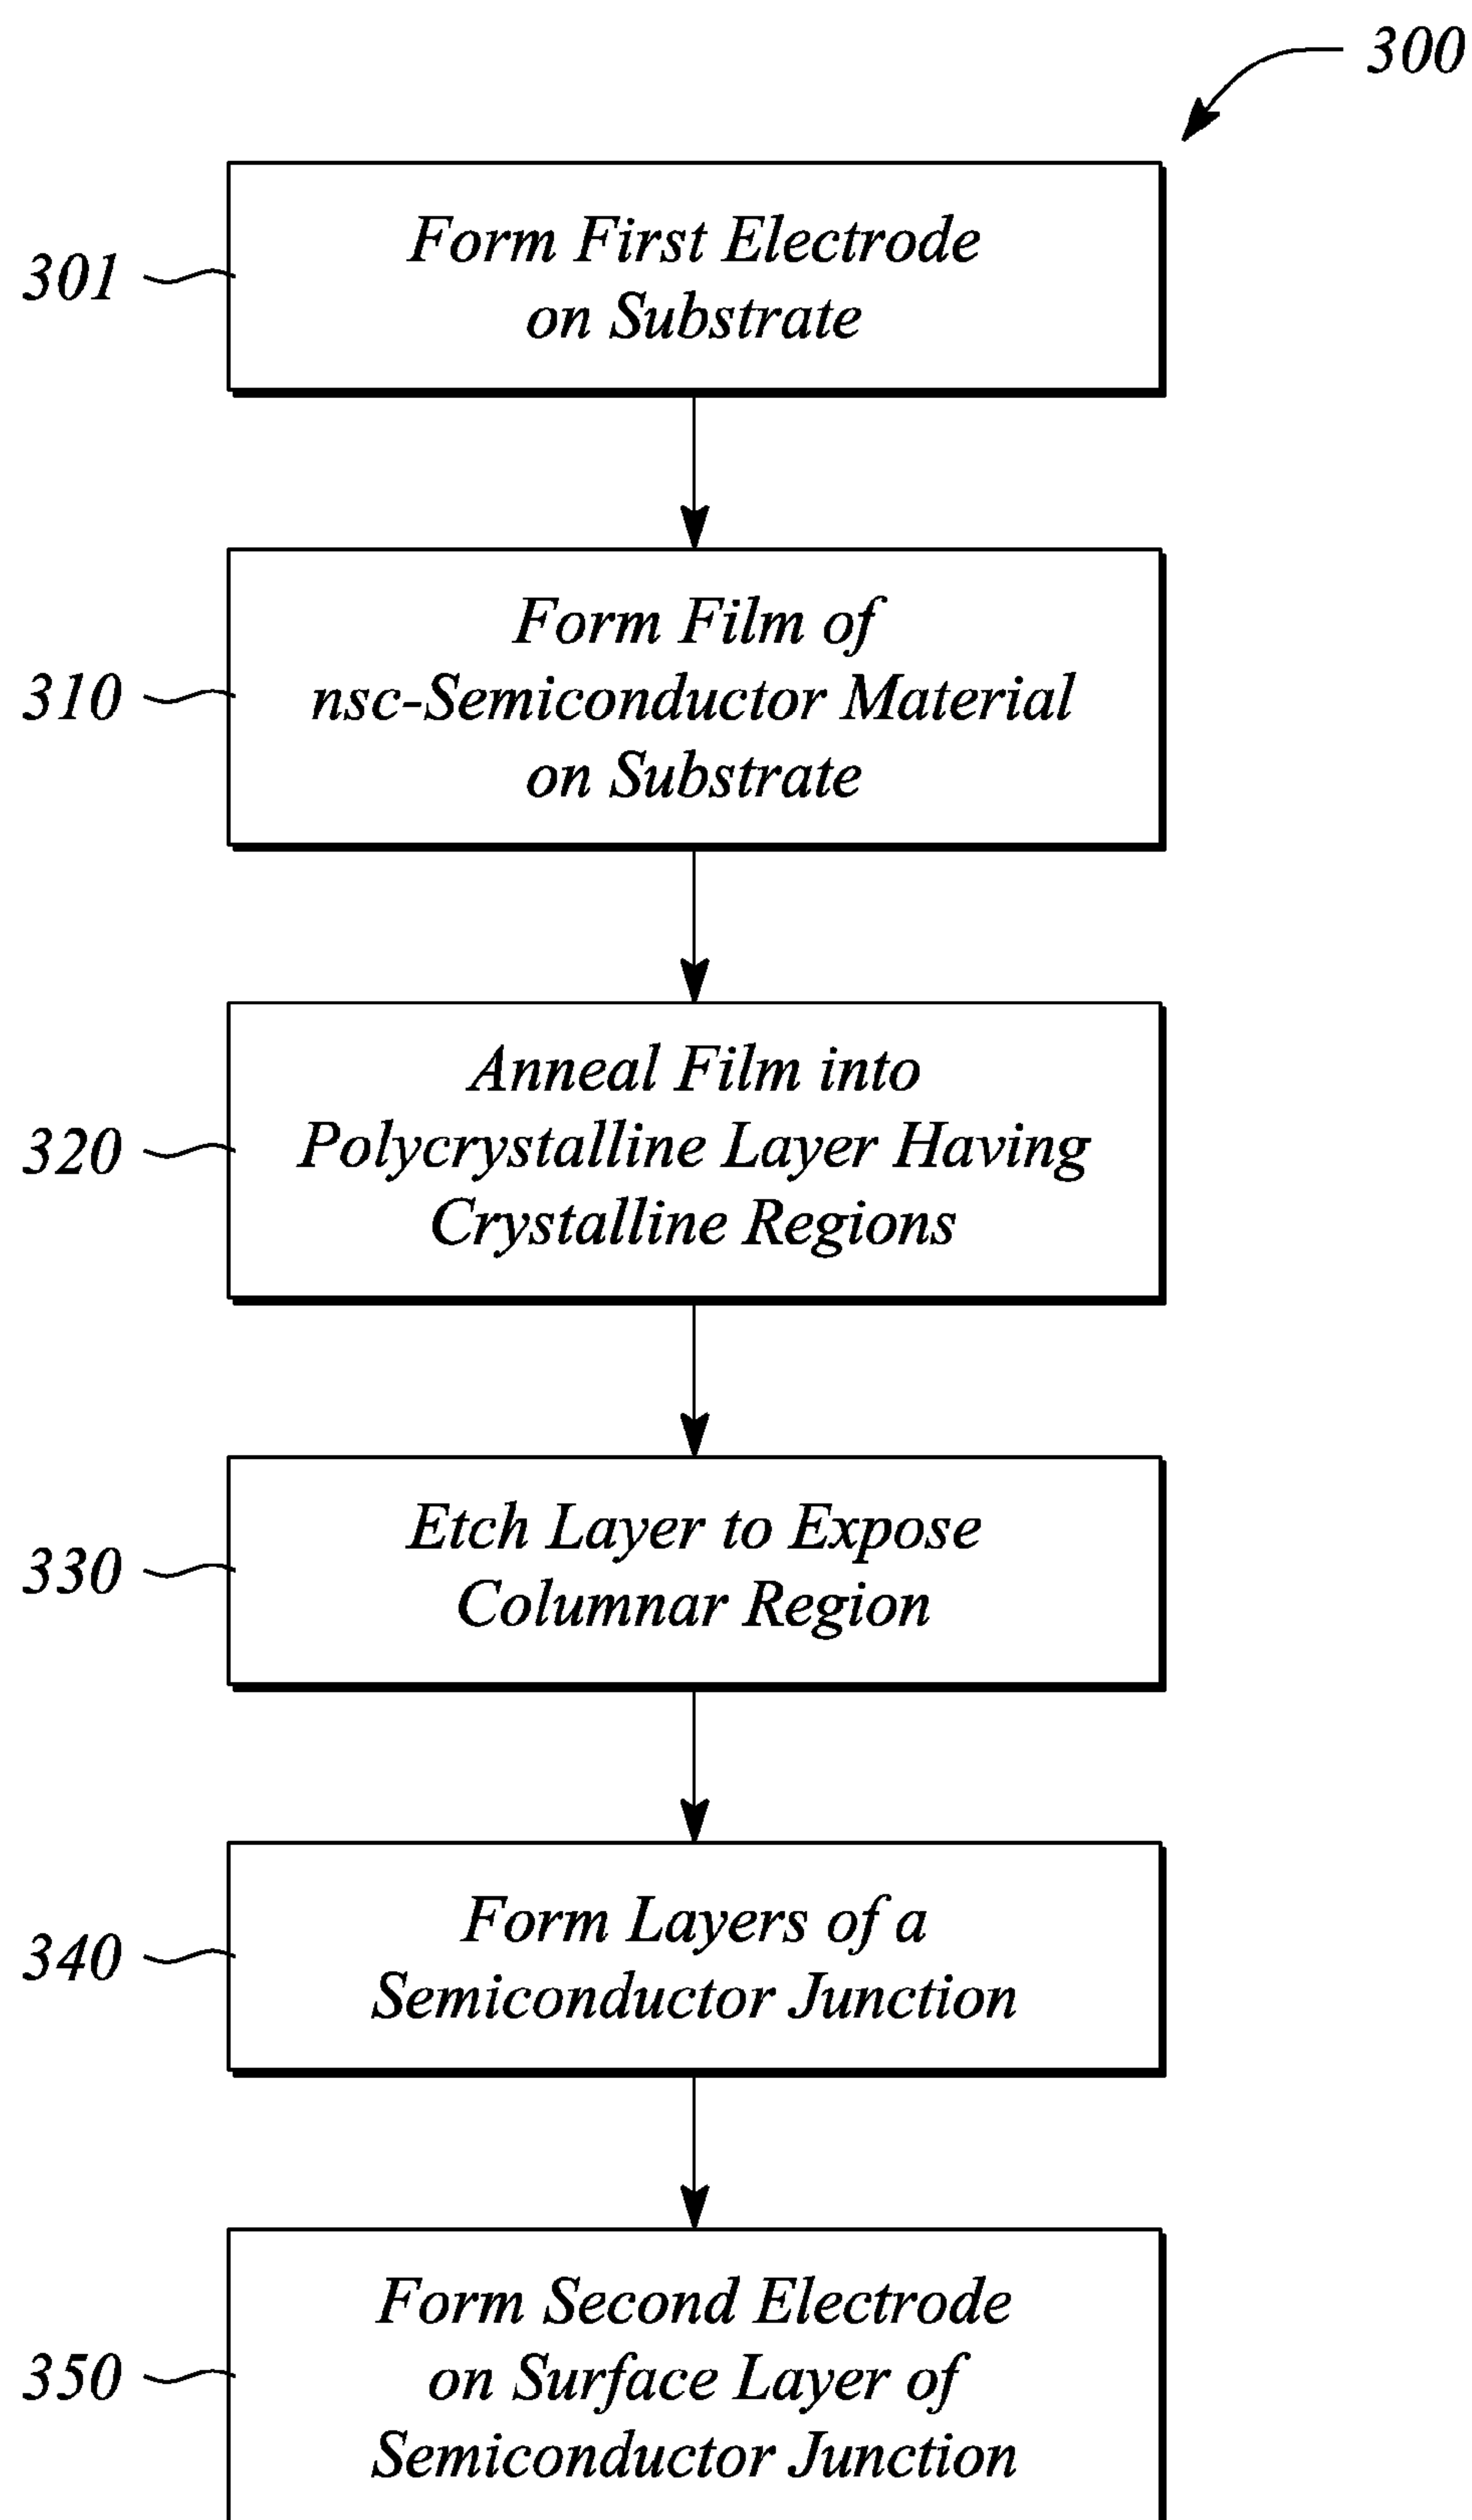 300
301
Form First Electrode
on Substrate
310
Form Film of
nsc-Semiconductor Material
on Substrate
320
Anneal Film into
Polycrystalline Layer Having
Crystalline Regions
330
Etch Layer to Expose
Columnar Region
340
Form Layers of a
Semiconductor Junction
350
Form Second Electrode
on Surface Layer of
Semiconductor Junction